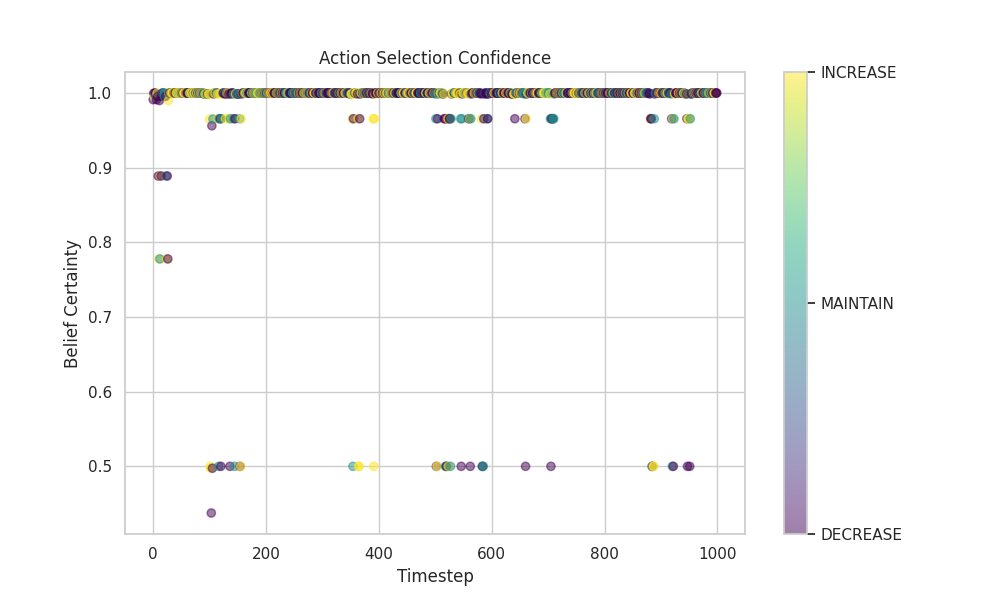 Action Selection Confidence
Belief Certainty
1.0
0.9
0.8
0.7
0.6
0.5
0
200
400
600
800
1000
Timestep
INCREASE
MAINTAIN
DECREASE